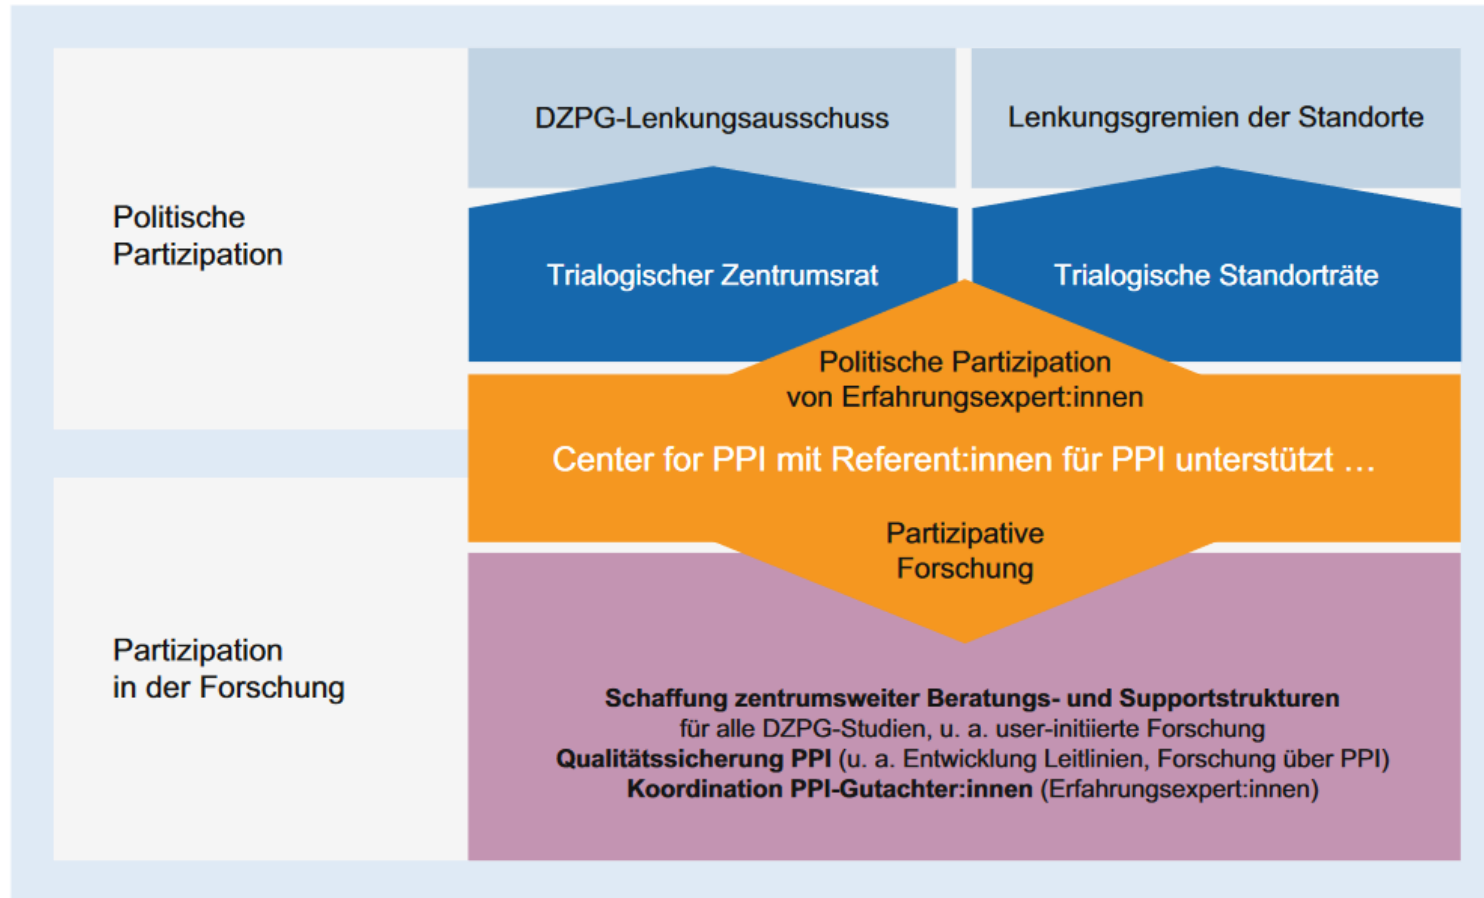 DZPG-Lenkungsausschuss
Lenkungsgremien der Standorte
Politische
Partizipation
Trialogischer Zentrumsrat
Trialogische Standorträte
Politische Partizipation
von Erfahrungsexpert:innen
Center for PPI mit Referent:innen für PPI unterstützt …
Partizipative
Forschung
Partizipation
in der Forschung
Schaffung zentrumsweiter Beratungs- und Supportstrukturen
für alle DZPG-Studien, u. a. user-initiierte Forschung
Qualitätssicherung PPI (u. a. Entwicklung Leitlinien, Forschung über PPI)
Koordination PPI-Gutachter:innen (Erfahrungsexpert:innen)